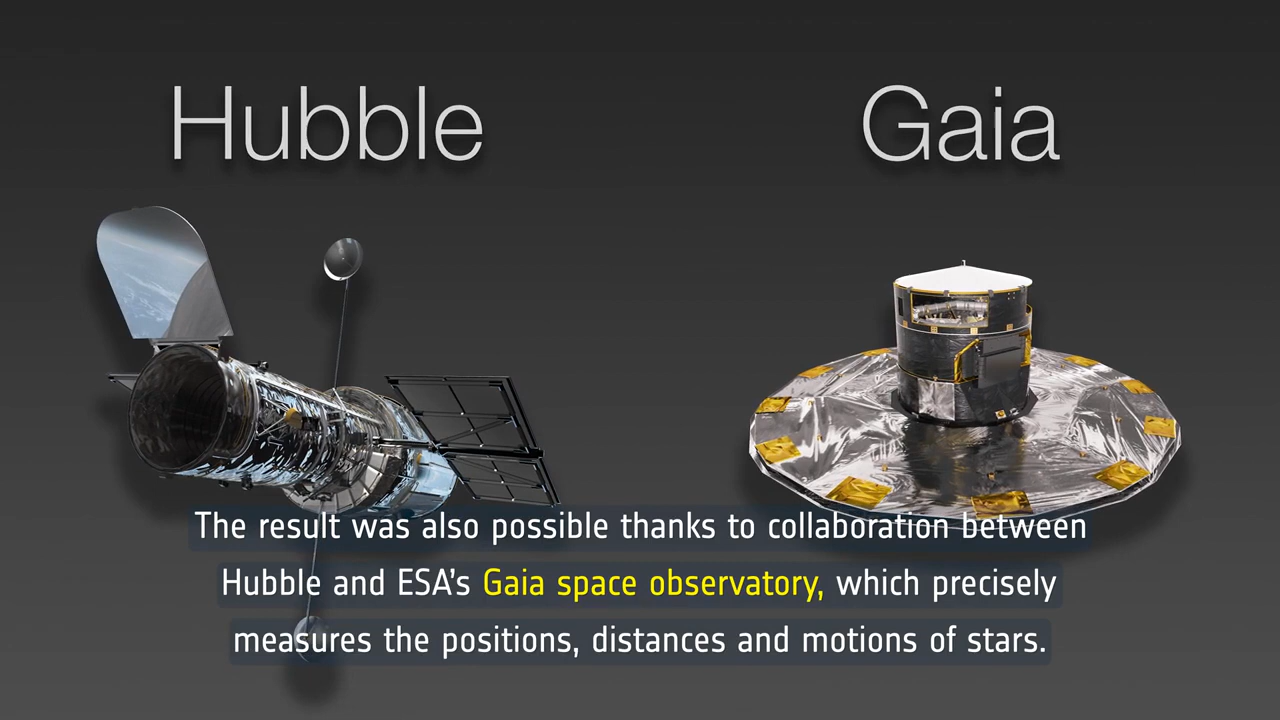 Hubble
Gaia
The result was also possible thanks to collaboration between
Hubble and ESA’s Gaia space observatory, which precisely
measures the positions, distances and motions of stars.